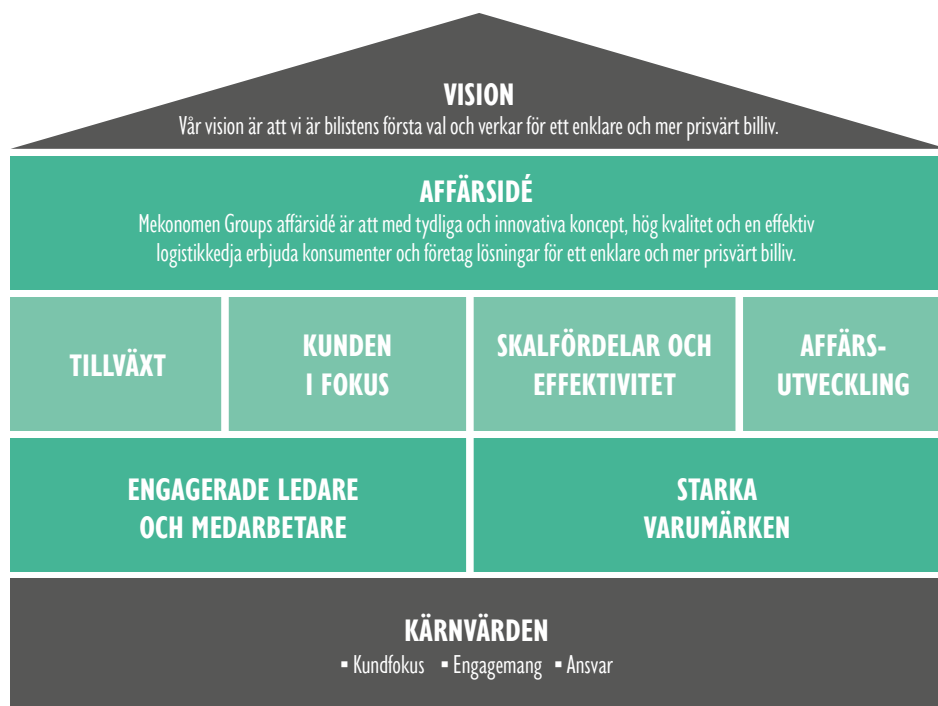 VISION
Vår vision är att vi är bilistens första val och verkar för ett enklare och mer prisvärt billiv.
AFFÄRSIDÉ
Mekonomen Groups affärsidé är att med tydliga och innovativa koncept, hög kvalitet och en effektiv
logistikkedja erbjuda konsumenter och företag lösningar för ett enklare och mer prisvärt billiv.
TILLVÄXT
KUNDEN
I FOKUS
SKALFÖRDELAR OCH
EFFEKTIVITET
AFFÄRS-
UTVECKLING
ENGAGERADE LEDARE
OCH MEDARBETARE
STARKA
VARUMÄRKEN
KÄRNVÄRDEN
▪ Kundfokus ▪ Engagemang ▪ Ansvar